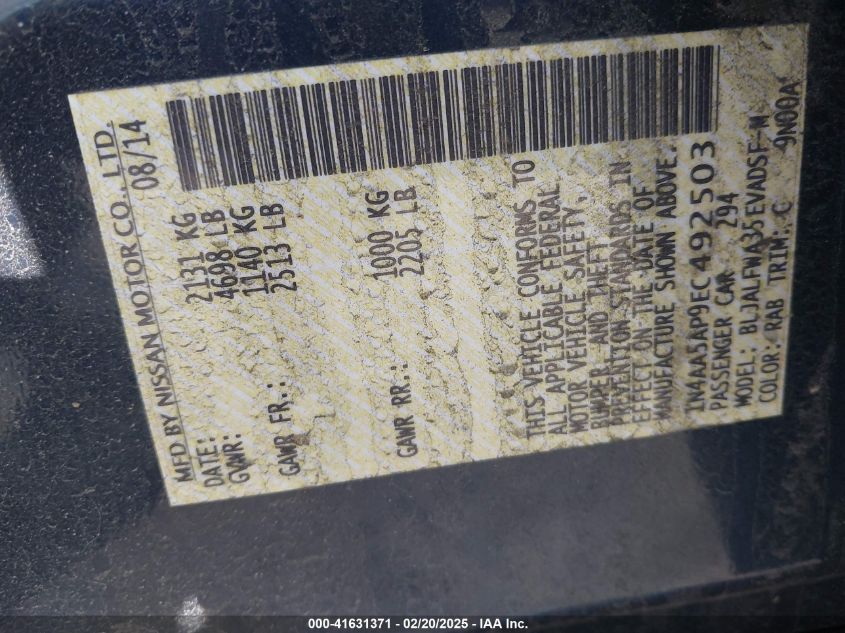 MFD BY NISSAN MOTOR CO., LTD.
DATE: 08/14
GVWR: 2131 KG
4698 LB
GAWR FR.: 1140 KG
2513 LB
GAWR RR.: 1000 KG
2205 LB
THIS VEHICLE CONFORMS TO
ALL APPLICABLE FEDERAL
MOTOR VEHICLE SAFETY,
BUMPER AND THEFT
PREVENTION STANDARDS IN
EFFECT ON THE DATE OF
MANUFACTURE SHOWN ABOVE.
1N4AA5AP9EC492503
PASSENGER CAR 294
MODEL: BLJALFWA35EVADSF-M
COLOR: RAB TRIM: C 9N00A
000-41631371 - 02/20/2025 - IAA Inc.